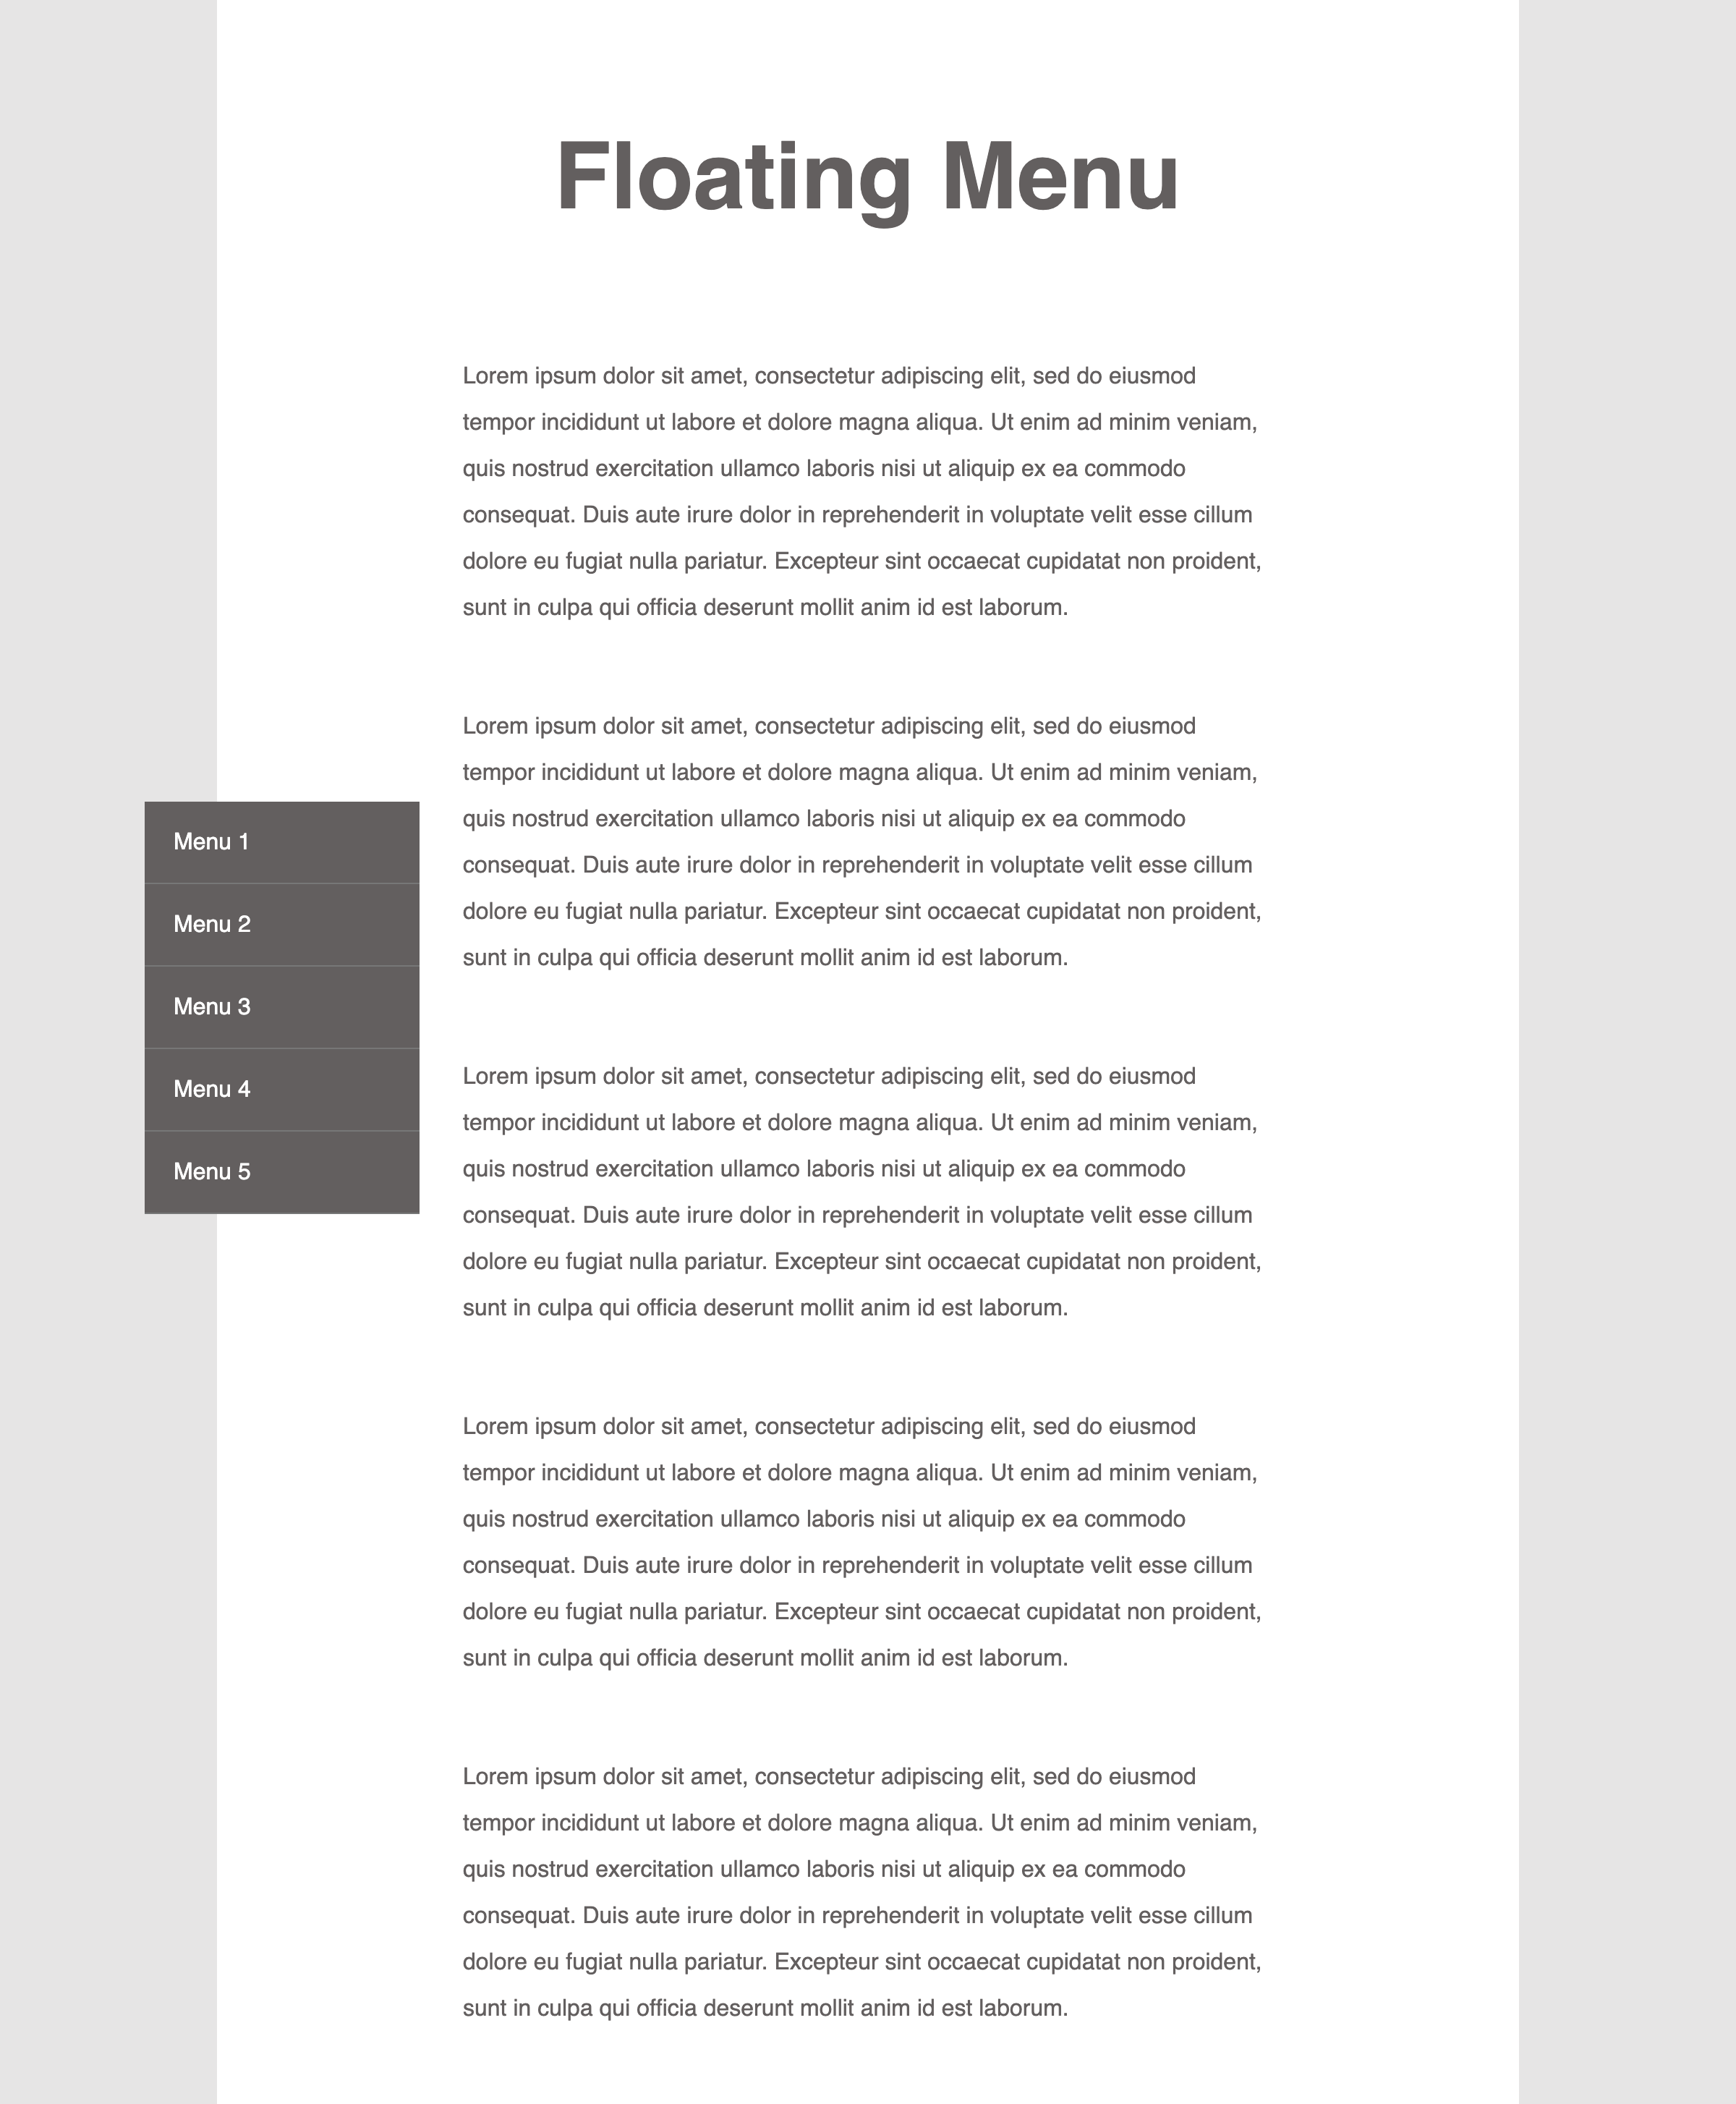 Floating Menu
Lorem ipsum dolor sit amet, consectetur adipiscing elit, sed do eiusmod
tempor incididunt ut labore et dolore magna aliqua. Ut enim ad minim veniam,
quis nostrud exercitation ullamco laboris nisi ut aliquip ex ea commodo
consequat. Duis aute irure dolor in reprehenderit in voluptate velit esse cillum
dolore eu fugiat nulla pariatur. Excepteur sint occaecat cupidatat non proident,
sunt in culpa qui officia deserunt mollit anim id est laborum.
Menu 1
Menu 2
Menu 3
Menu 4
Menu 5
Lorem ipsum dolor sit amet, consectetur adipiscing elit, sed do eiusmod
tempor incididunt ut labore et dolore magna aliqua. Ut enim ad minim veniam,
quis nostrud exercitation ullamco laboris nisi ut aliquip ex ea commodo
consequat. Duis aute irure dolor in reprehenderit in voluptate velit esse cillum
dolore eu fugiat nulla pariatur. Excepteur sint occaecat cupidatat non proident,
sunt in culpa qui officia deserunt mollit anim id est laborum.
Lorem ipsum dolor sit amet, consectetur adipiscing elit, sed do eiusmod
tempor incididunt ut labore et dolore magna aliqua. Ut enim ad minim veniam,
quis nostrud exercitation ullamco laboris nisi ut aliquip ex ea commodo
consequat. Duis aute irure dolor in reprehenderit in voluptate velit esse cillum
dolore eu fugiat nulla pariatur. Excepteur sint occaecat cupidatat non proident,
sunt in culpa qui officia deserunt mollit anim id est laborum.
Lorem ipsum dolor sit amet, consectetur adipiscing elit, sed do eiusmod
tempor incididunt ut labore et dolore magna aliqua. Ut enim ad minim veniam,
quis nostrud exercitation ullamco laboris nisi ut aliquip ex ea commodo
consequat. Duis aute irure dolor in reprehenderit in voluptate velit esse cillum
dolore eu fugiat nulla pariatur. Excepteur sint occaecat cupidatat non proident,
sunt in culpa qui officia deserunt mollit anim id est laborum.
Lorem ipsum dolor sit amet, consectetur adipiscing elit, sed do eiusmod
tempor incididunt ut labore et dolore magna aliqua. Ut enim ad minim veniam,
quis nostrud exercitation ullamco laboris nisi ut aliquip ex ea commodo
consequat. Duis aute irure dolor in reprehenderit in voluptate velit esse cillum
dolore eu fugiat nulla pariatur. Excepteur sint occaecat cupidatat non proident,
sunt in culpa qui officia deserunt mollit anim id est laborum.